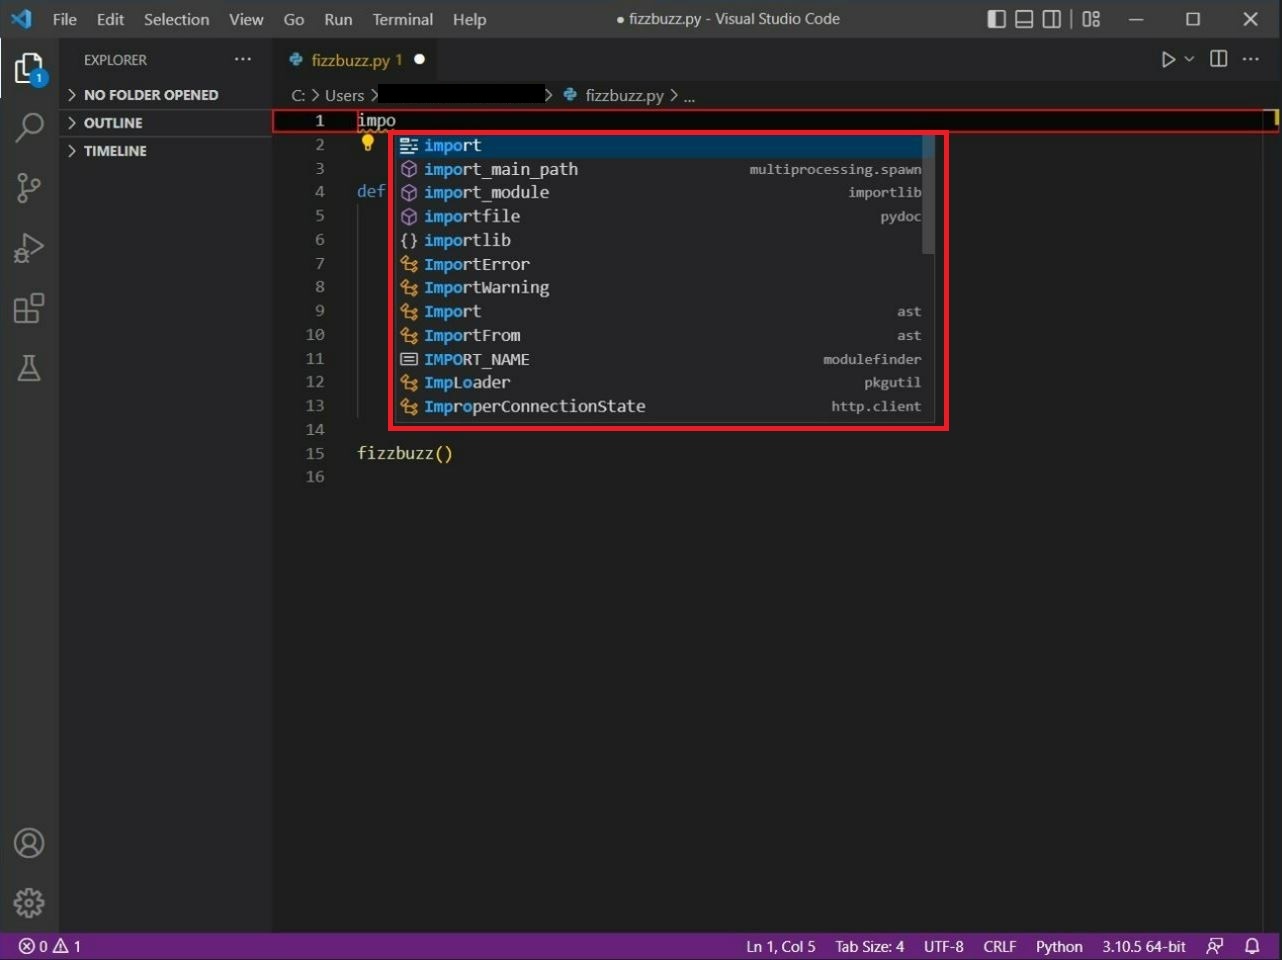 File Edit Selection View Go Run Terminal Help ● fizzbuzz.py - Visual Studio Code
EXPLORER ···
fizzbuzz.py 1 ●
1
> NO FOLDER OPENED
> OUTLINE
> TIMELINE
C: > Users > > fizzbuzz.py > ...
1 impo
2
3
4 def
5
6
7
8
9
10
11
12
13
14
15 fizzbuzz()
16
import
import_main_path multiprocessing.spawn
import_module importlib
importfile pydoc
{} importlib
ImportError
ImportWarning
Import ast
ImportFrom ast
IMPORT_NAME modulefinder
ImpLoader pkgutil
ImproperConnectionState http.client
0 1 Ln 1, Col 5 Tab Size: 4 UTF-8 CRLF Python 3.10.5 64-bit